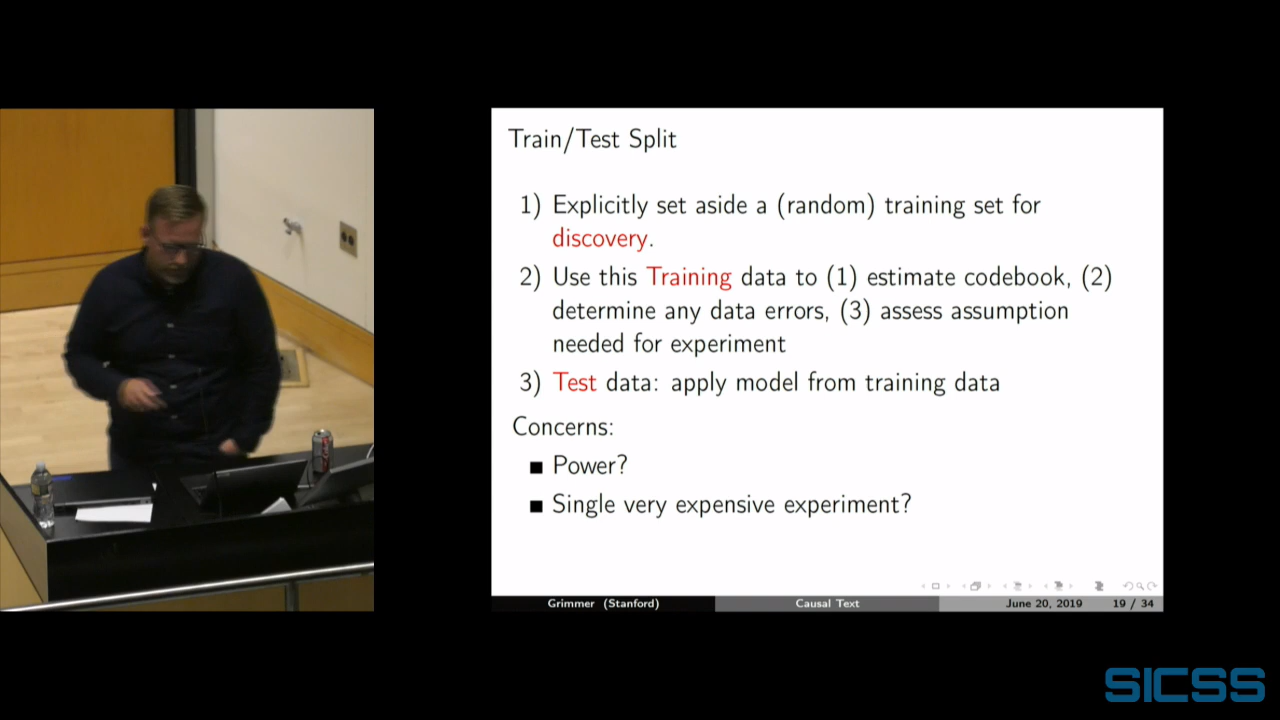 Train/Test Split
1) Explicitly set aside a (random) training set for
discovery.
2) Use this Training data to (1) estimate codebook, (2)
determine any data errors, (3) assess assumption
needed for experiment
3) Test data: apply model from training data
Concerns:
■ Power?
■ Single very expensive experiment?
Grimmer (Stanford) Causal Text June 20, 2019 19 / 34
SICSS